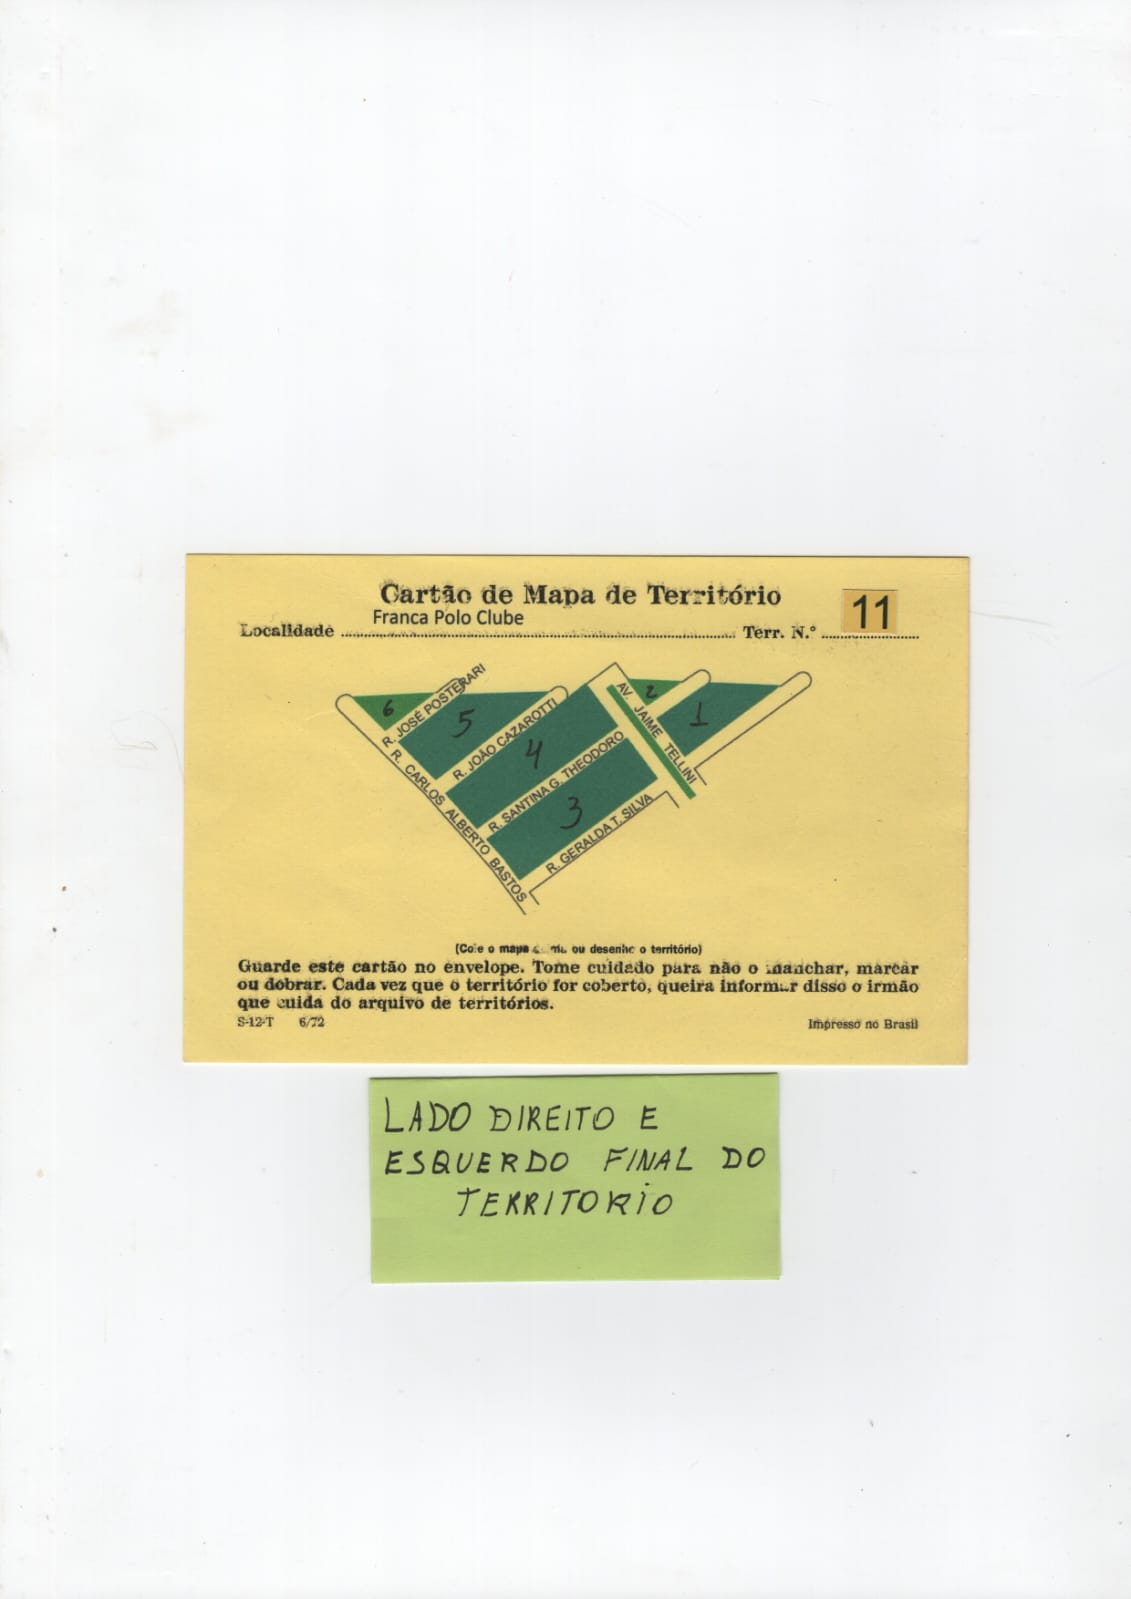 Cartão de Mapa de Território
Franca Polo Clube
11
Localidade Terr. N.°
R. JOSÉ POSTERARI
6
5
R. JOÃO CAZAROTTI
4
R. SANTINA G. THEODORO
3
R. GERALDA T. SILVA
R. CARLOS ALBERTO BASTOS
AV. JAIME TELLINI
2
1
(Cole o mapa ou desenhe o território)
Guarde este cartão no envelope. Tome cuidado para não o manchar, marcar
ou dobrar. Cada vez que o território for coberto, queira informar disso o irmão
que cuida do arquivo de territórios.
S-12-T 6/72 Impresso no Brasil
LADO DIREITO E
ESQUERDO FINAL DO
TERRITORIO